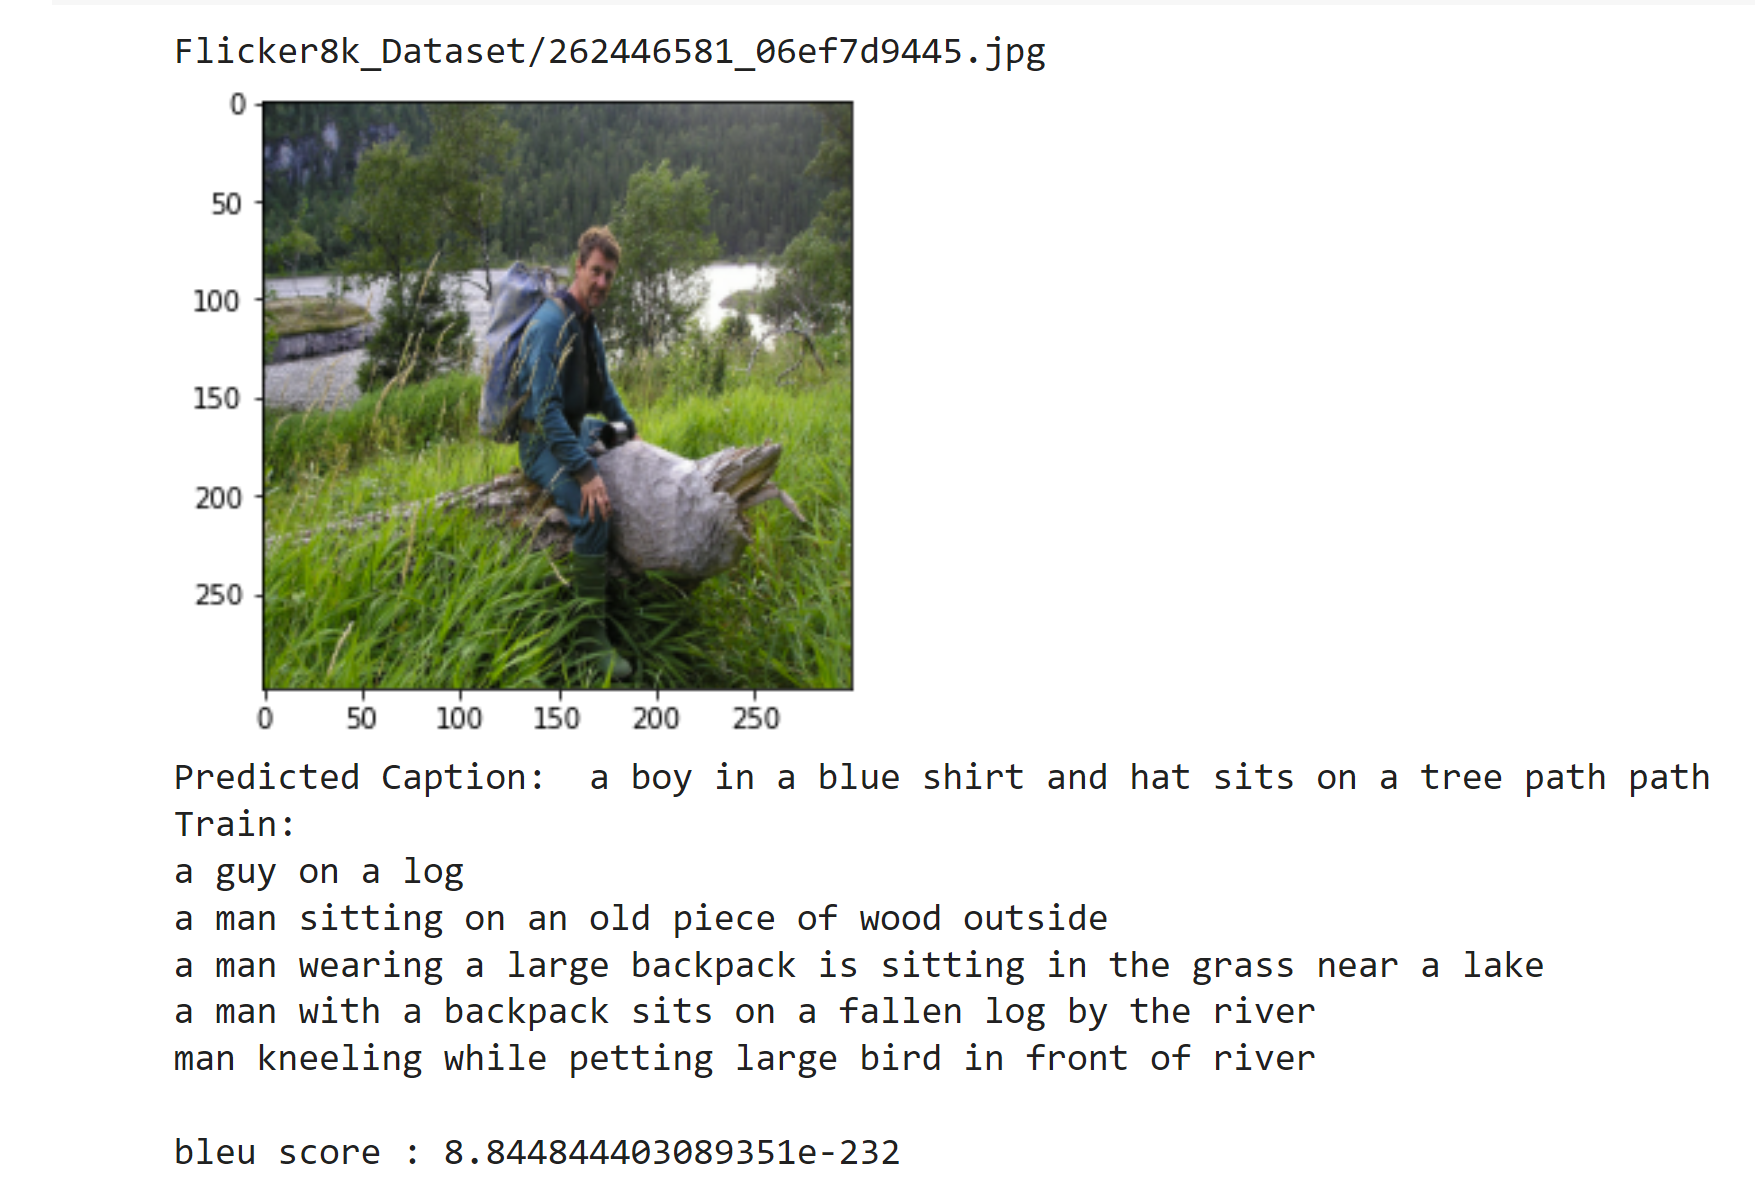 Flicker8k_Dataset/262446581_06ef7d9445.jpg
0
50
100
150
200
250
0 50 100 150 200 250
Predicted Caption:  a boy in a blue shirt and hat sits on a tree path path
Train:
a guy on a log
a man sitting on an old piece of wood outside
a man wearing a large backpack is sitting in the grass near a lake
a man with a backpack sits on a fallen log by the river
man kneeling while petting large bird in front of river
bleu score : 8.844844403089351e-232